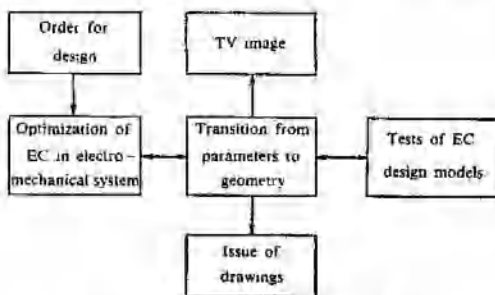 Order for
design
TV image
Optimization of
EC in electro-
mechanical system
Transition from
parameters to
geometry
Tests of EC
design models
Issue of
drawings